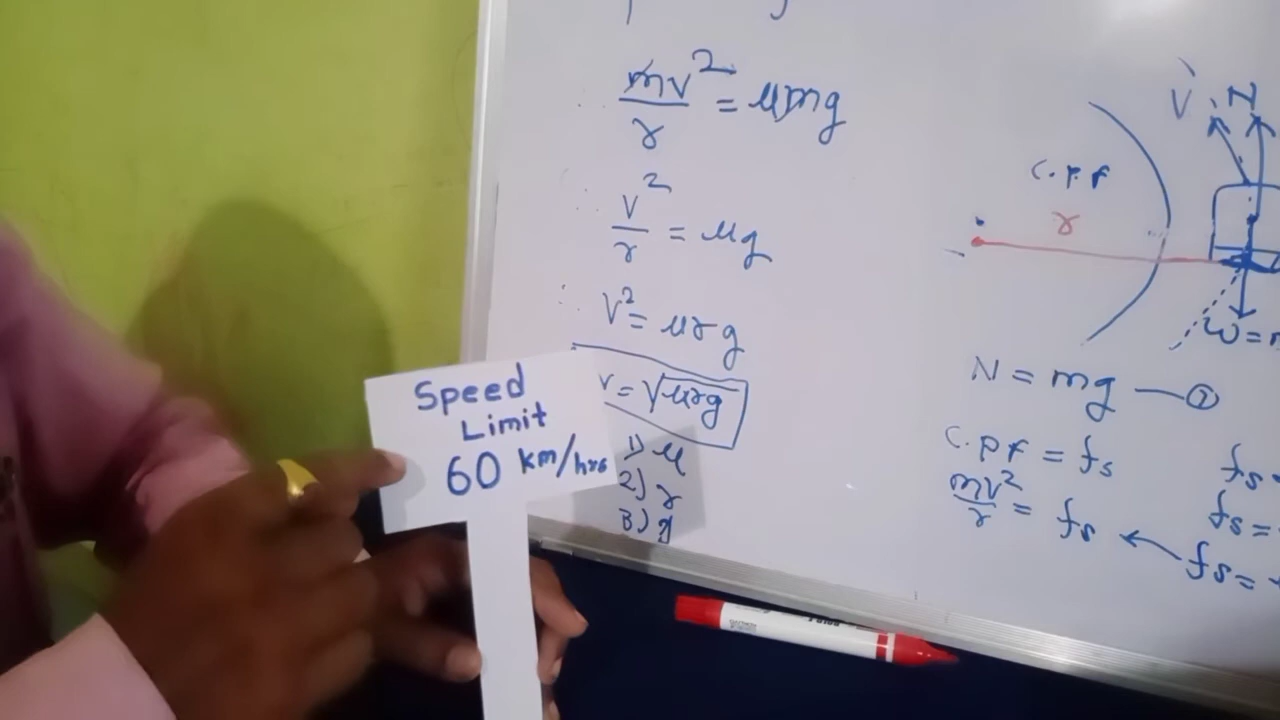 mv² / r = μmg
v² / r = μg
v² = μrg
v = √μrg
1) μ
2) r
3) g
Speed
Limit
60 km/hrs
V N
C.P.F
r
W =
N = mg — ①
C.P.F = fs
mv² / r = fs
fs =
fs =
fs =